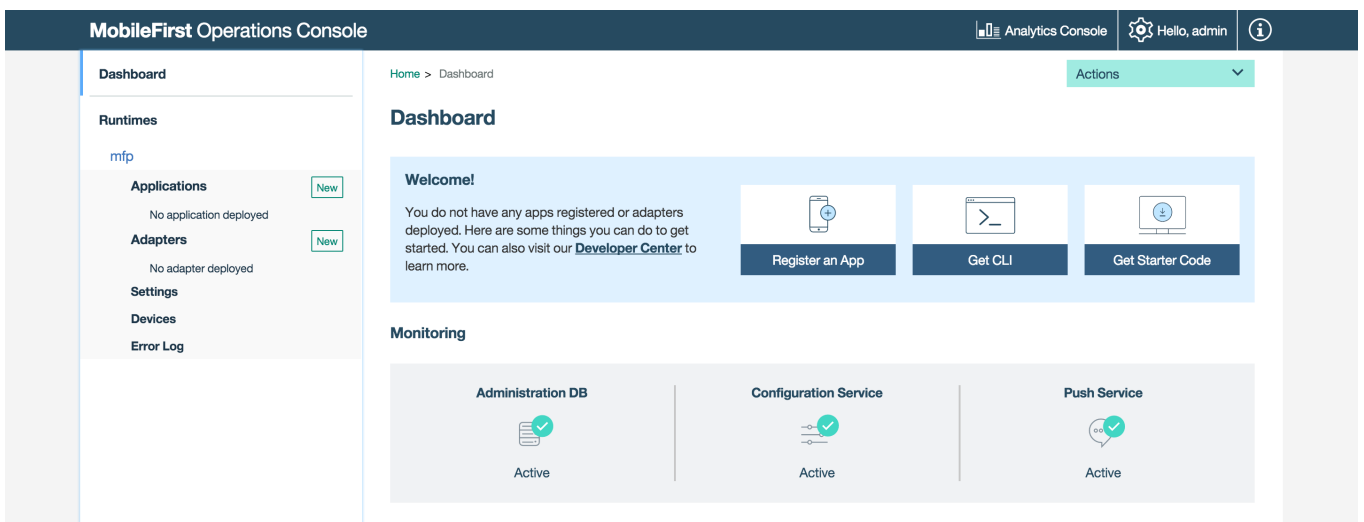 MobileFirst Operations Console
Analytics Console
Hello, admin
Dashboard
Runtimes
mfp
Applications
New
No application deployed
Adapters
New
No adapter deployed
Settings
Devices
Error Log
Home > Dashboard
Actions
Dashboard
Welcome!
You do not have any apps registered or adapters
deployed. Here are some things you can do to get
started. You can also visit our Developer Center to
learn more.
Register an App
Get CLI
Get Starter Code
Monitoring
Administration DB
Active
Configuration Service
Active
Push Service
Active